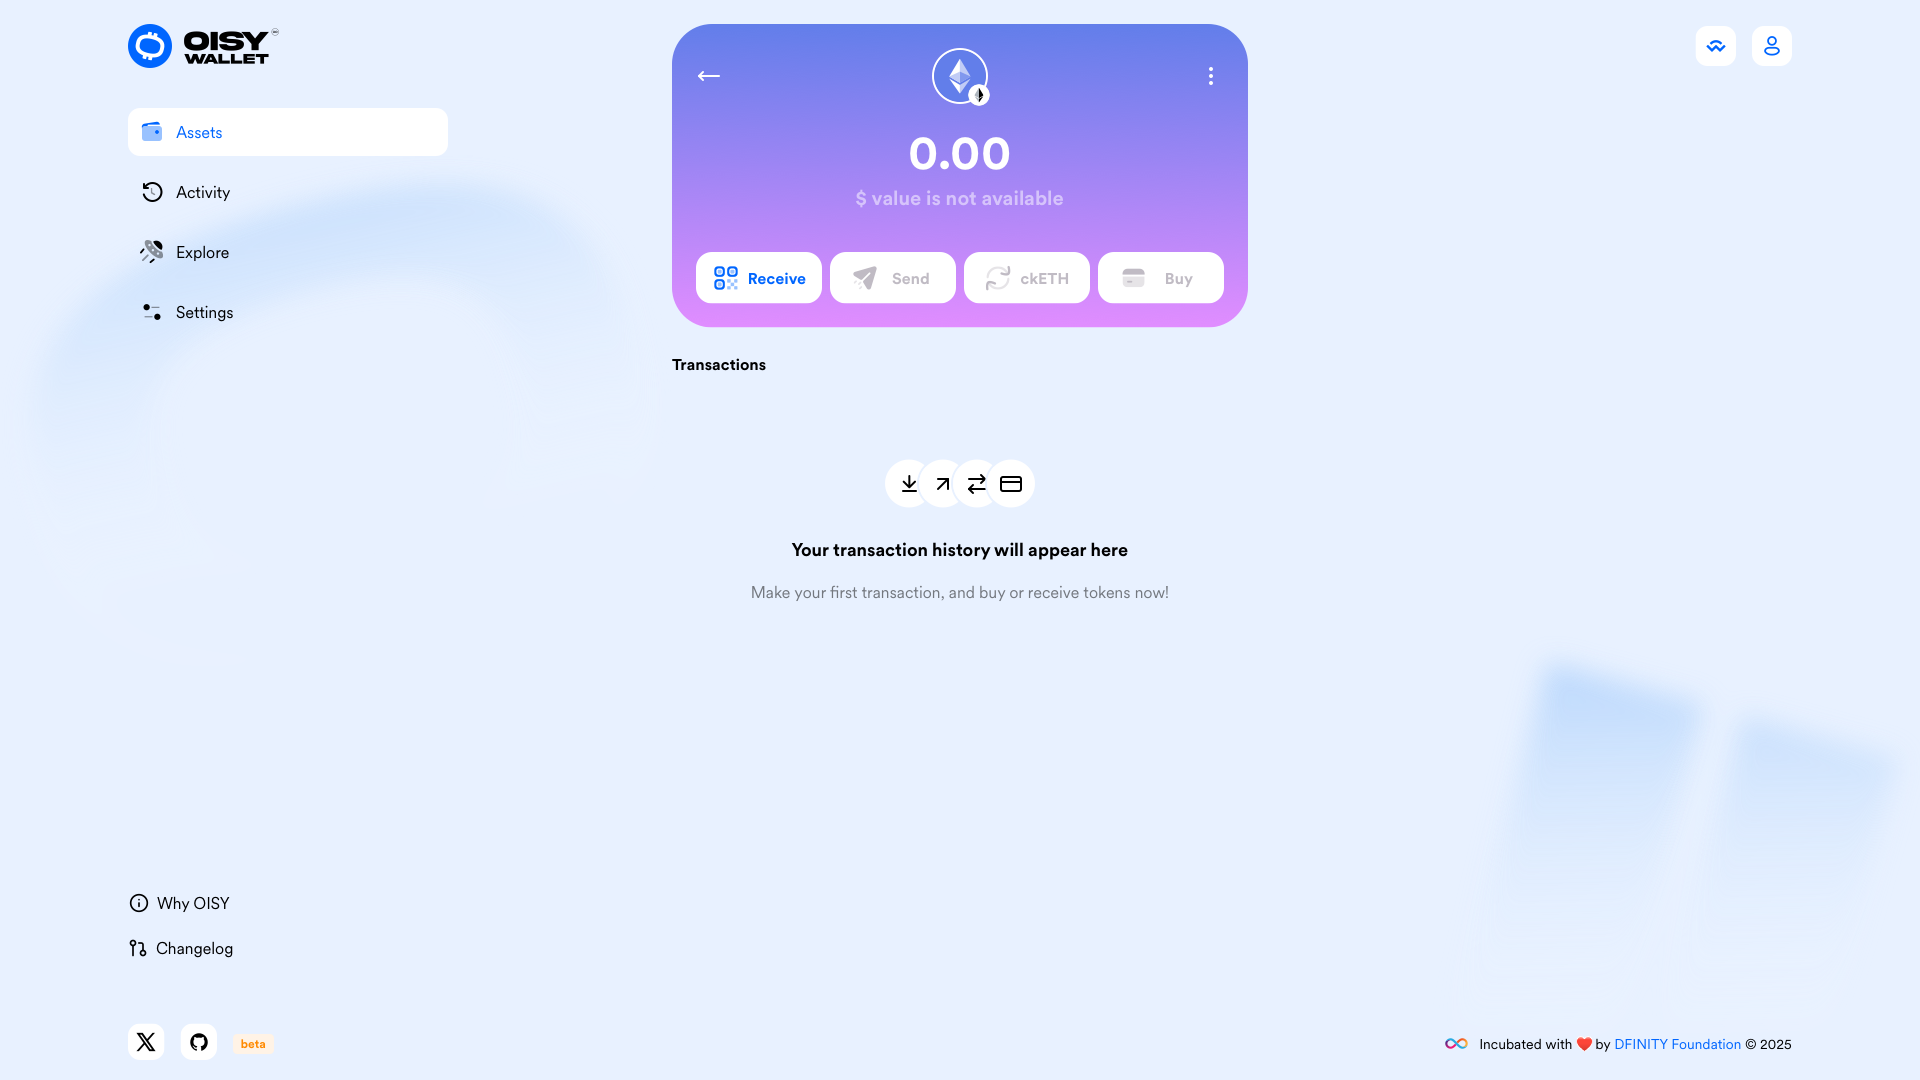 OISY
WALLET
Assets
Activity
Explore
Settings
0.00
$ value is not available
Receive
Send
ckETH
Buy
Transactions
Your transaction history will appear here
Make your first transaction, and buy or receive tokens now!
Why OISY
Changelog
beta
Incubated with ❤️ by DFINITY Foundation © 2025